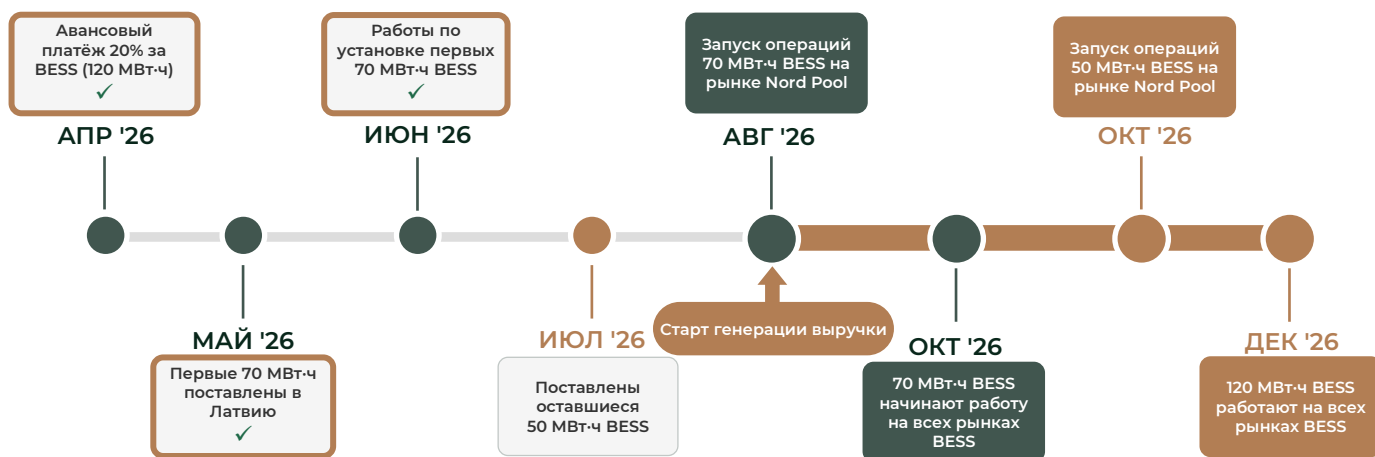 Авансовый
платёж 20% за
BESS (120 МВт·ч)
✓
АПР '26
Работы по
установке первых
70 МВт·ч BESS
✓
ИЮН '26
Запуск операций
70 МВт·ч BESS на
рынке Nord Pool
АВГ '26
Запуск операций
50 МВт·ч BESS на
рынке Nord Pool
ОКТ '26
МАЙ '26
Первые 70 МВт·ч
поставлены в
Латвию
✓
ИЮЛ '26
Поставлены
оставшиеся
50 МВт·ч BESS
Старт генерации выручки
ОКТ '26
70 МВт·ч BESS
начинают работу
на всех рынках
BESS
ДЕК '26
120 МВт·ч BESS
работают на всех
рынках BESS